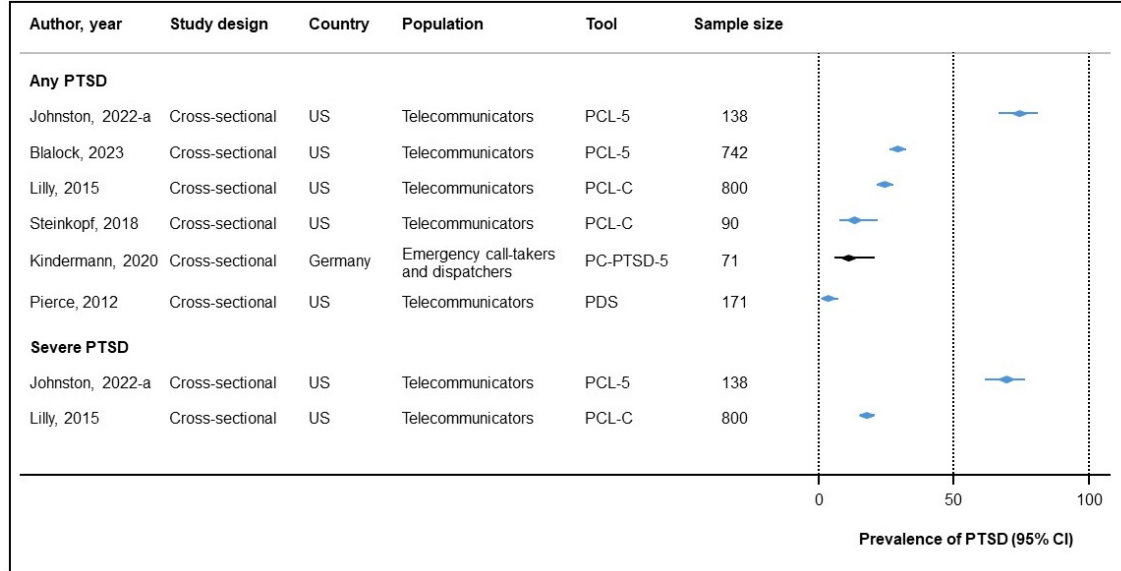 Author, year Study design Country Population Tool Sample size
Any PTSD
Johnston, 2022-a Cross-sectional US Telecommunicators PCL-5 138
Blalock, 2023 Cross-sectional US Telecommunicators PCL-5 742
Lilly, 2015 Cross-sectional US Telecommunicators PCL-C 800
Steinkopf, 2018 Cross-sectional US Telecommunicators PCL-C 90
Kindermann, 2020 Cross-sectional Germany Emergency call-takers and dispatchers PC-PTSD-5 71
Pierce, 2012 Cross-sectional US Telecommunicators PDS 171
Severe PTSD
Johnston, 2022-a Cross-sectional US Telecommunicators PCL-5 138
Lilly, 2015 Cross-sectional US Telecommunicators PCL-C 800
0 50 100
Prevalence of PTSD (95% CI)